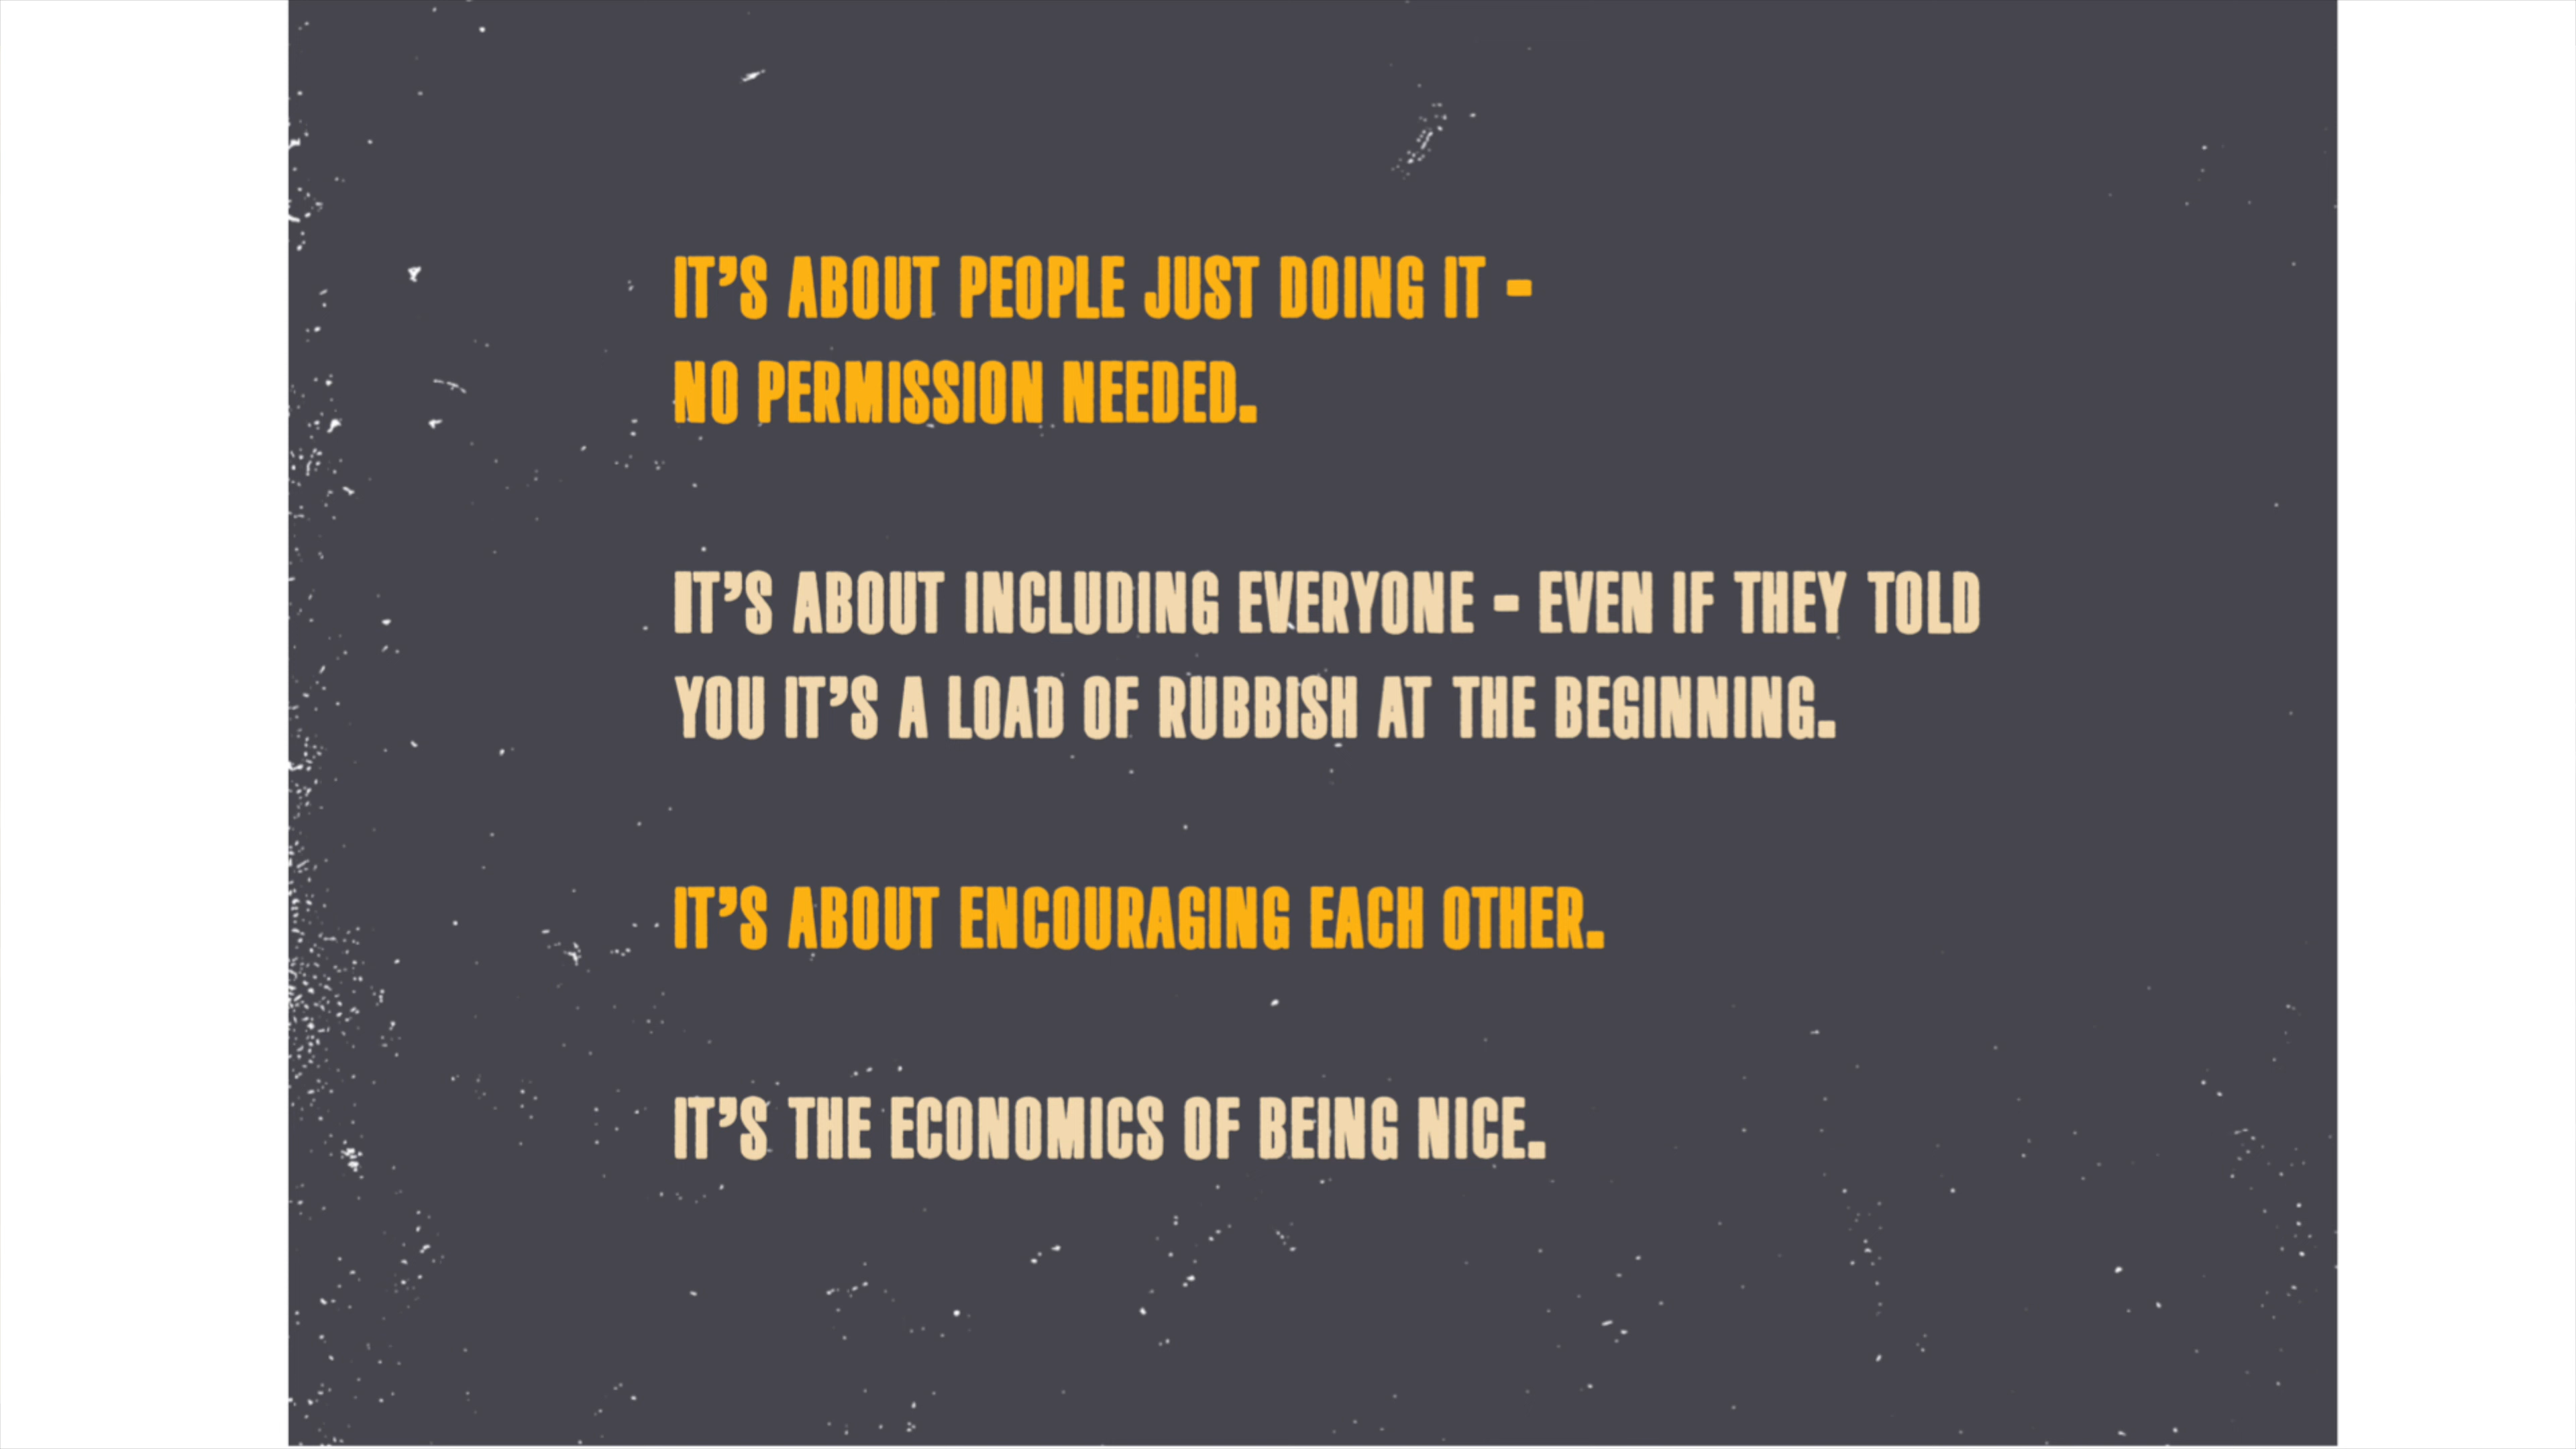 IT’S ABOUT PEOPLE JUST DOING IT –
NO PERMISSION NEEDED.
IT’S ABOUT INCLUDING EVERYONE – EVEN IF THEY TOLD
YOU IT’S A LOAD OF RUBBISH AT THE BEGINNING.
IT’S ABOUT ENCOURAGING EACH OTHER.
IT’S THE ECONOMICS OF BEING NICE.